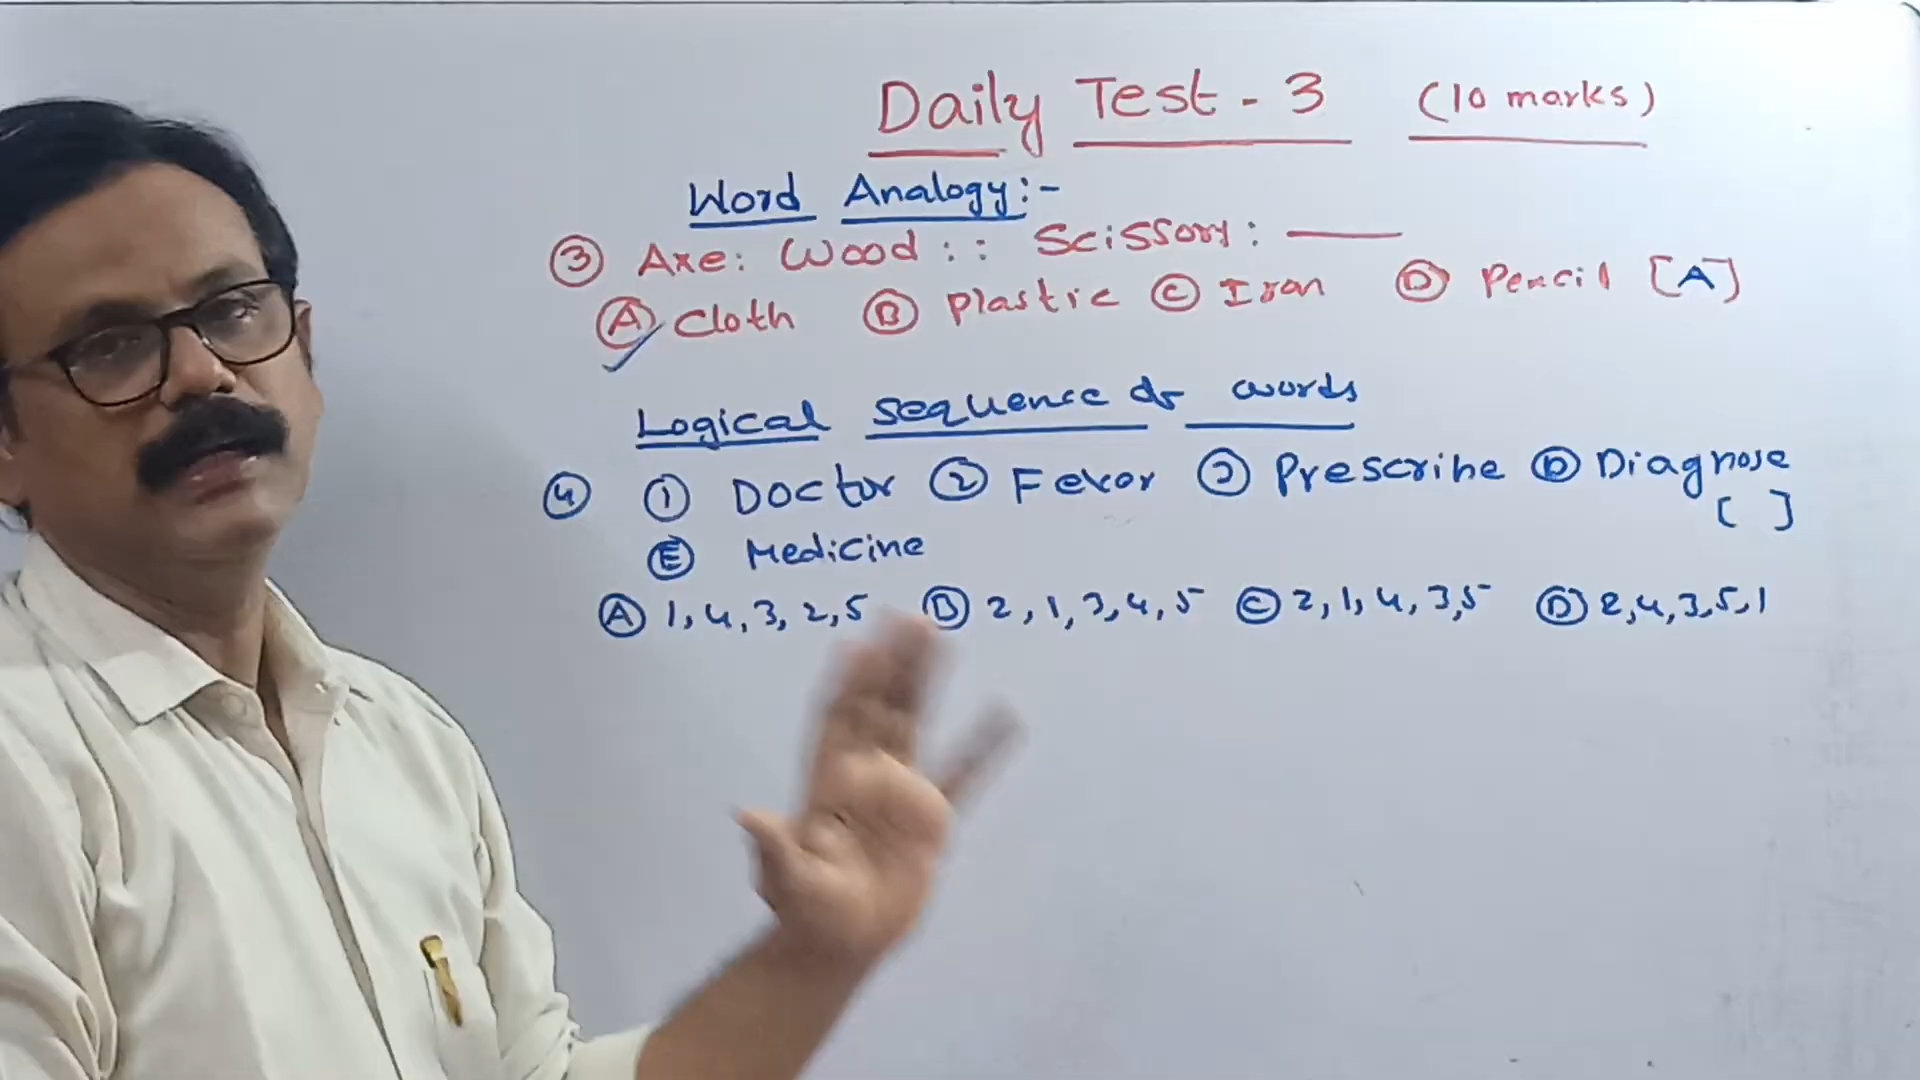 Daily Test - 3 (10 marks)
Word Analogy:-
③ Axe: Wood :: Scissors: ———
Ⓐ Cloth Ⓑ Plastic Ⓒ Iron Ⓓ Pencil [A]
Logical sequence of words
④ ① Doctor ② Fever ③ Prescribe Ⓓ Diagnose
[ ]
Ⓔ Medicine
Ⓐ 1, 4, 3, 2, 5 Ⓑ 2, 1, 3, 4, 5 Ⓒ 2, 1, 4, 3, 5 Ⓓ 2, 4, 3, 5, 1